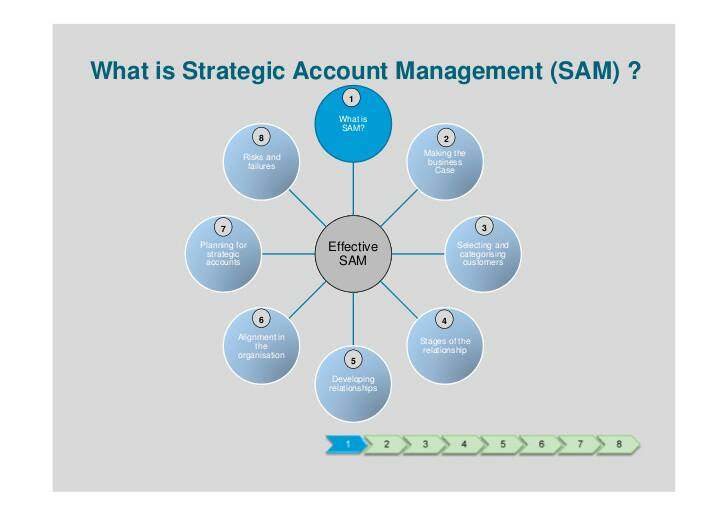 What is Strategic Account Management (SAM) ?
1
What is
SAM?
2
Making the
business
Case
3
Selecting and
categorising
customers
4
Stages of the
relationship
5
Developing
relationships
6
Alignment in
the
organisation
7
Planning for
strategic
accounts
8
Risks and
failures
Effective
SAM
1 2 3 4 5 6 7 8